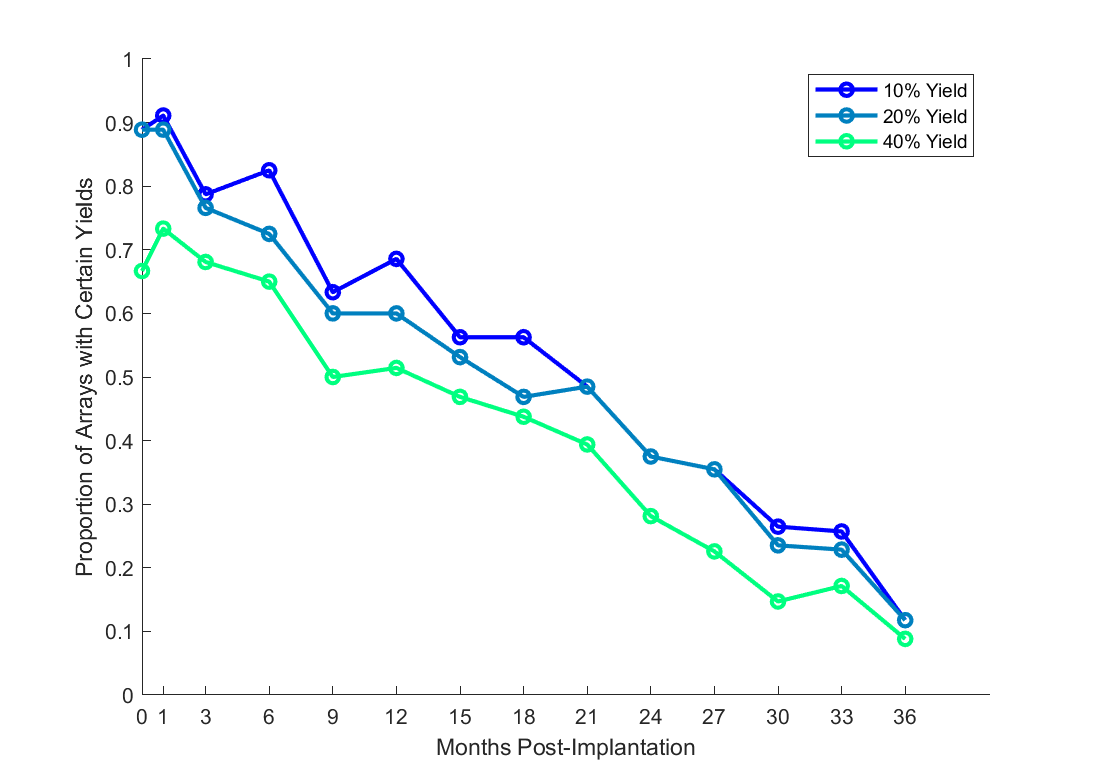 1
0.9
0.8
0.7
0.6
0.5
0.4
0.3
0.2
0.1
0
Proportion of Arrays with Certain Yields
10% Yield
20% Yield
40% Yield
0 1 3 6 9 12 15 18 21 24 27 30 33 36
Months Post-Implantation